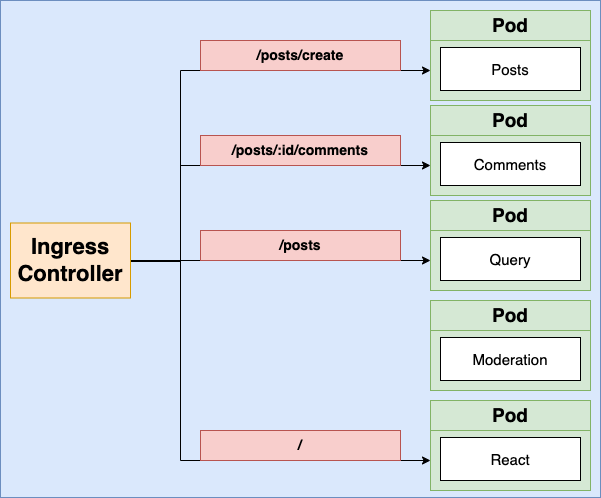 Pod
/posts/create
Posts
Pod
/posts/:id/comments
Comments
Pod
Ingress
Controller
/posts
Query
Pod
Moderation
Pod
/
React